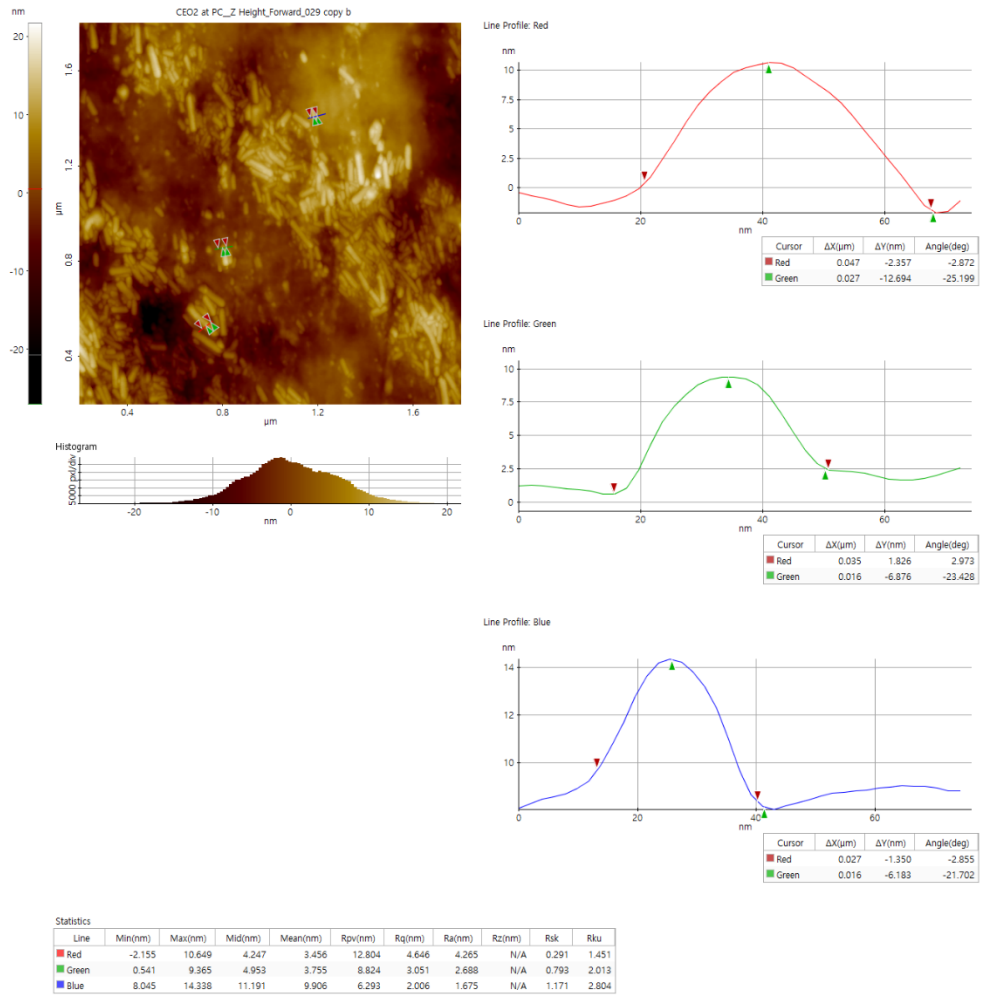 nm
CEO2 at PC__Z Height_Forward_029 copy b
20
10
0
-10
-20
1.6
1.2
0.8
0.4
µm
0.4 0.8 1.2 1.6
µm
Histogram
5000 pxl/div
-20 -10 0 10 20
nm
Line Profile: Red
nm
10
7.5
5
2.5
0
0 20 40 60
nm
Cursor ΔX(µm) ΔY(nm) Angle(deg)
Red 0.047 -2.357 -2.872
Green 0.027 -12.694 -25.199
Line Profile: Green
nm
10
7.5
5
2.5
0
0 20 40 60
nm
Cursor ΔX(µm) ΔY(nm) Angle(deg)
Red 0.035 1.826 2.973
Green 0.016 -6.876 -23.428
Line Profile: Blue
nm
14
12
10
0 20 40 60
nm
Cursor ΔX(µm) ΔY(nm) Angle(deg)
Red 0.027 -1.350 -2.855
Green 0.016 -6.183 -21.702
Statistics
Line Min(nm) Max(nm) Mid(nm) Mean(nm) Rpv(nm) Rq(nm) Ra(nm) Rz(nm) Rsk Rku
Red -2.155 10.649 4.247 3.456 12.804 4.646 4.265 N/A 0.291 1.451
Green 0.541 9.365 4.953 3.755 8.824 3.051 2.688 N/A 0.793 2.013
Blue 8.045 14.338 11.191 9.906 6.293 2.006 1.675 N/A 1.171 2.804